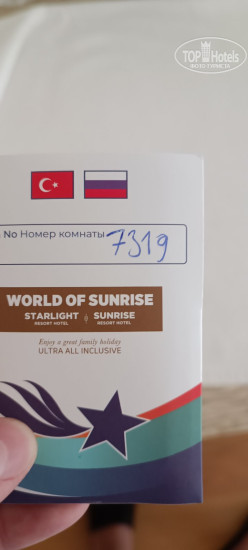 TOP Hotels
No Номер комнаты 7319
WORLD OF SUNRISE
STARLIGHT SUNRISE
RESORT HOTEL RESORT HOTEL
Enjoy a great family holiday
ULTRA ALL INCLUSIVE